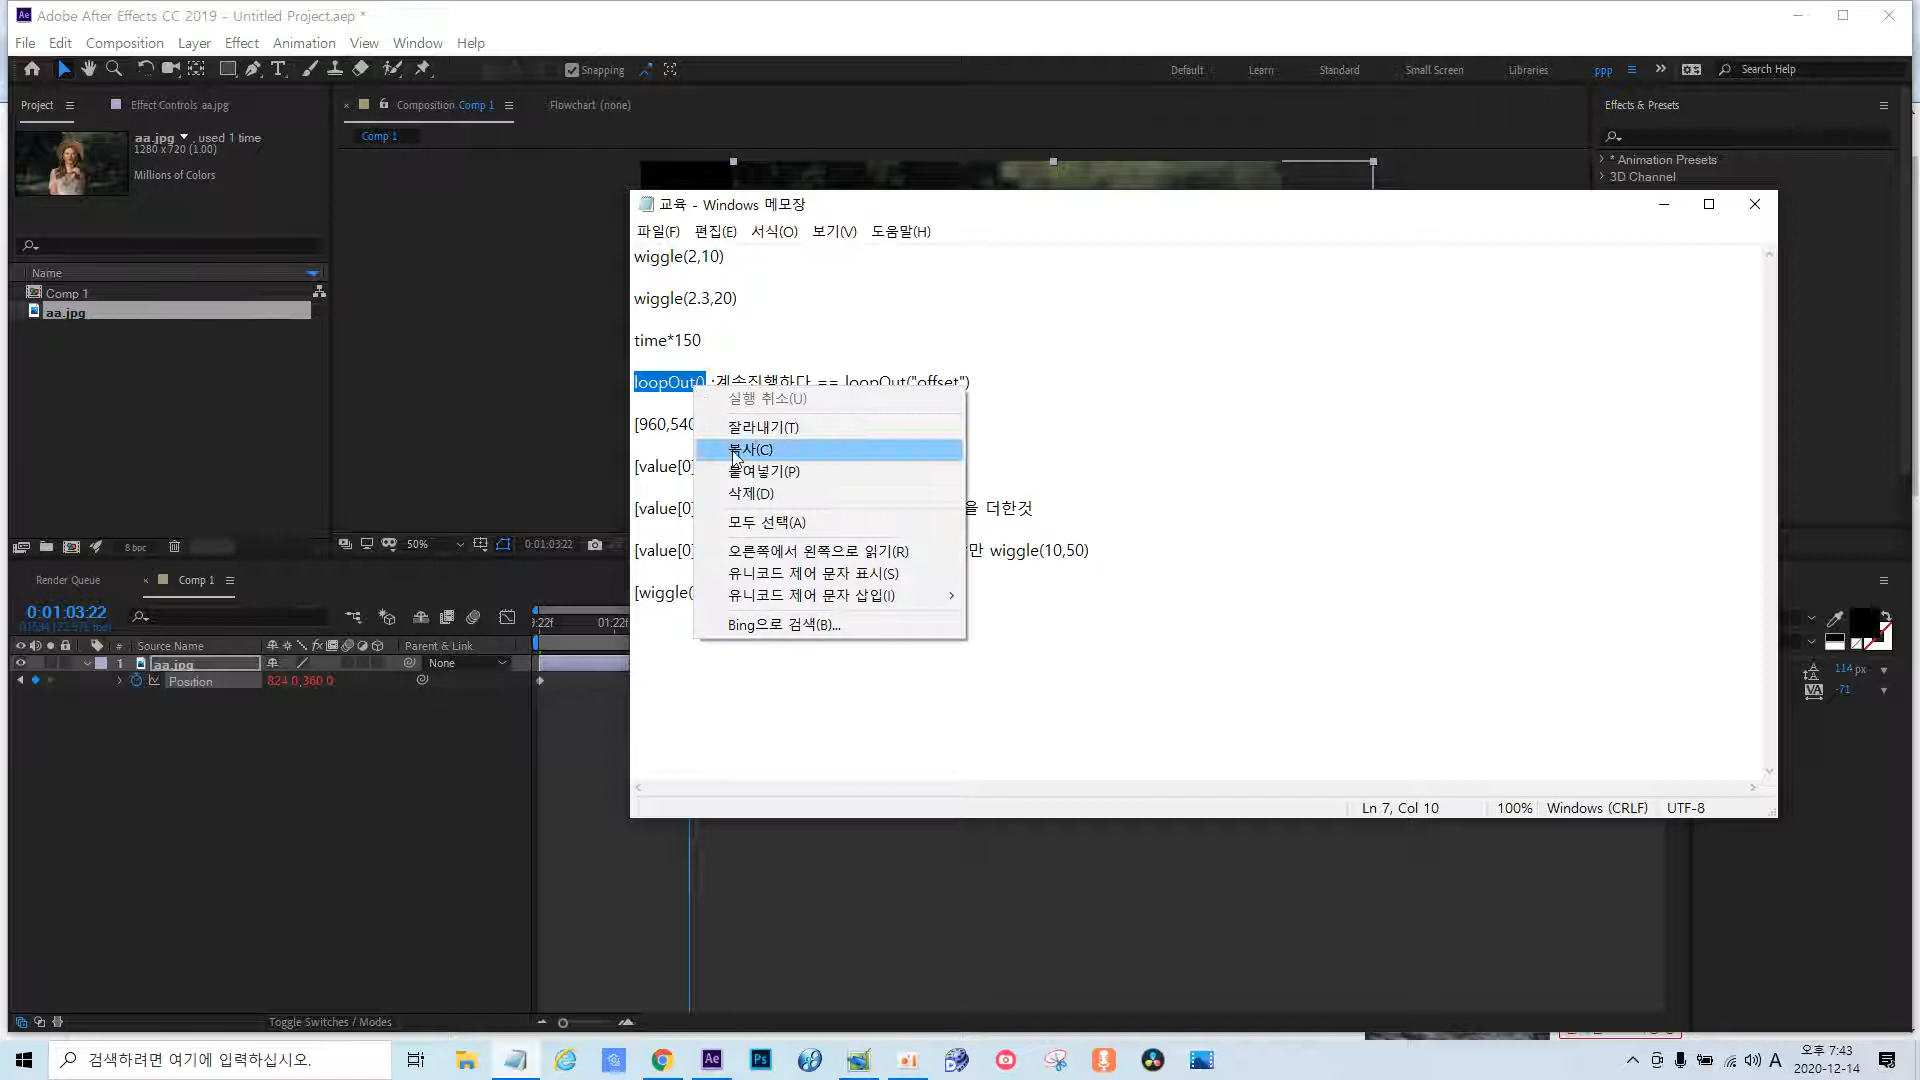 Adobe After Effects CC 2019 - Untitled Project.aep *
File Edit Composition Layer Effect Animation View Window Help
Snapping
Default Learn Standard Small Screen Libraries ppp Search Help
Project Effect Controls aa.jpg Composition Comp 1 Flowchart (none) Effects & Presets
Comp 1
aa.jpg , used 1 time
1280 x 720 (1.00)
Millions of Colors
* Animation Presets
3D Channel
교육 - Windows 메모장
파일(F) 편집(E) 서식(O) 보기(V) 도움말(H)
wiggle(2,10)
wiggle(2.3,20)
time*150
loopOut() :계속진행하다 == loopOut("offset")
[960,540
[value[0]
[value[0] 을 더한것
[value[0] 만 wiggle(10,50)
[wiggle(
실행 취소(U)
잘라내기(T)
복사(C)
붙여넣기(P)
삭제(D)
모두 선택(A)
오른쪽에서 왼쪽으로 읽기(R)
유니코드 제어 문자 표시(S)
유니코드 제어 문자 삽입(I)
Bing으로 검색(B)...
Ln 7, Col 10 100% Windows (CRLF) UTF-8
Name
Comp 1
aa.jpg
8 bpc
50% 0:01:03:22
Render Queue Comp 1
0:01:03:22
01:22f
# Source Name Parent & Link
1 aa.jpg None
Position 824.0,360.0
114 px
-71
Toggle Switches / Modes
Ae Ps
검색하려면 여기에 입력하십시오.
A
오후 7:43
2020-12-14